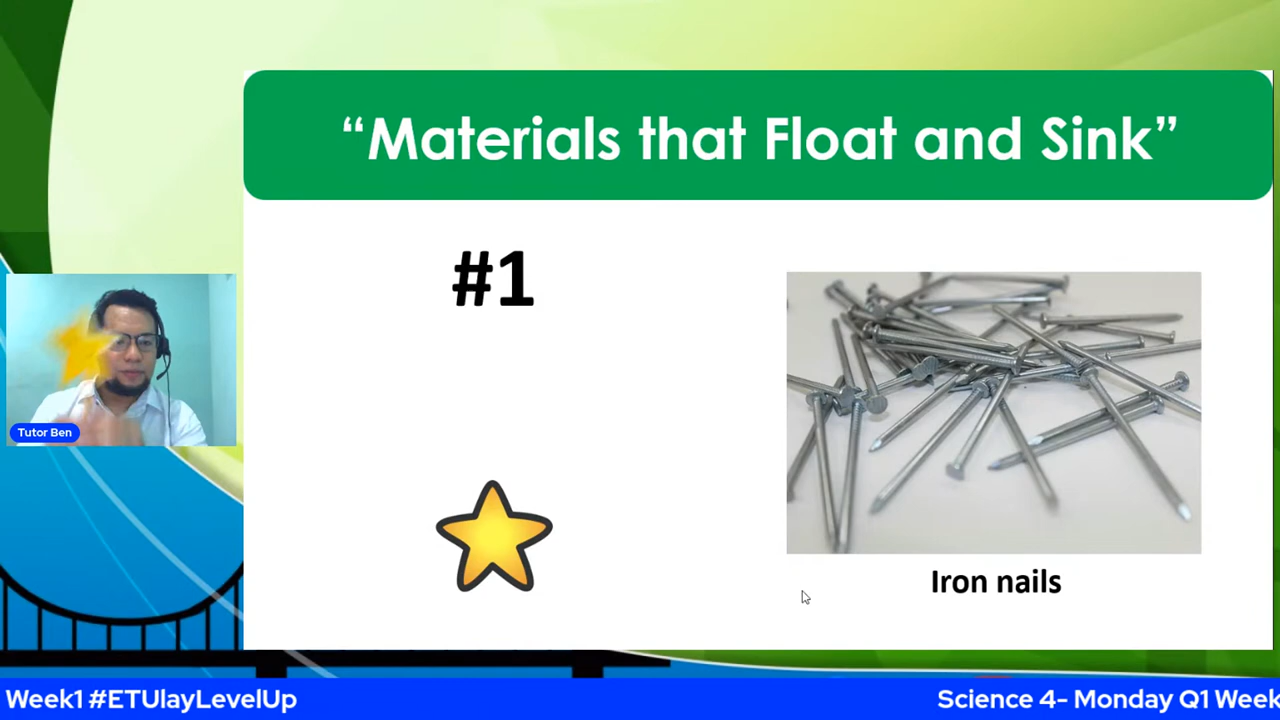 “Materials that Float and Sink”
#1
Tutor Ben
Iron nails
Week1 #ETUlayLevelUp
Science 4- Monday Q1 Week